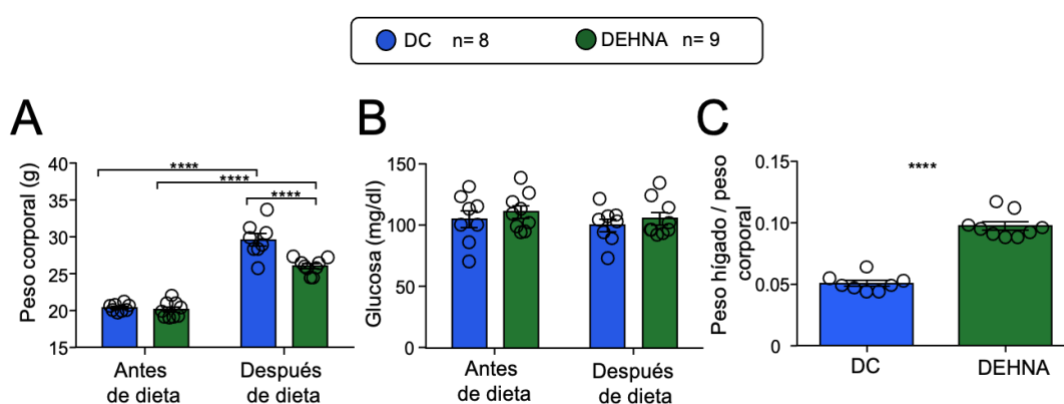 DC n= 8 DEHNA n= 9
A
Peso corporal (g)
40
35
30
25
20
15
****
****
****
Antes
de dieta
Después
de dieta
B
Glucosa (mg/dl)
150
100
50
0
Antes
de dieta
Después
de dieta
C
Peso hígado / peso
corporal
0.15
0.10
0.05
0
****
DC
DEHNA